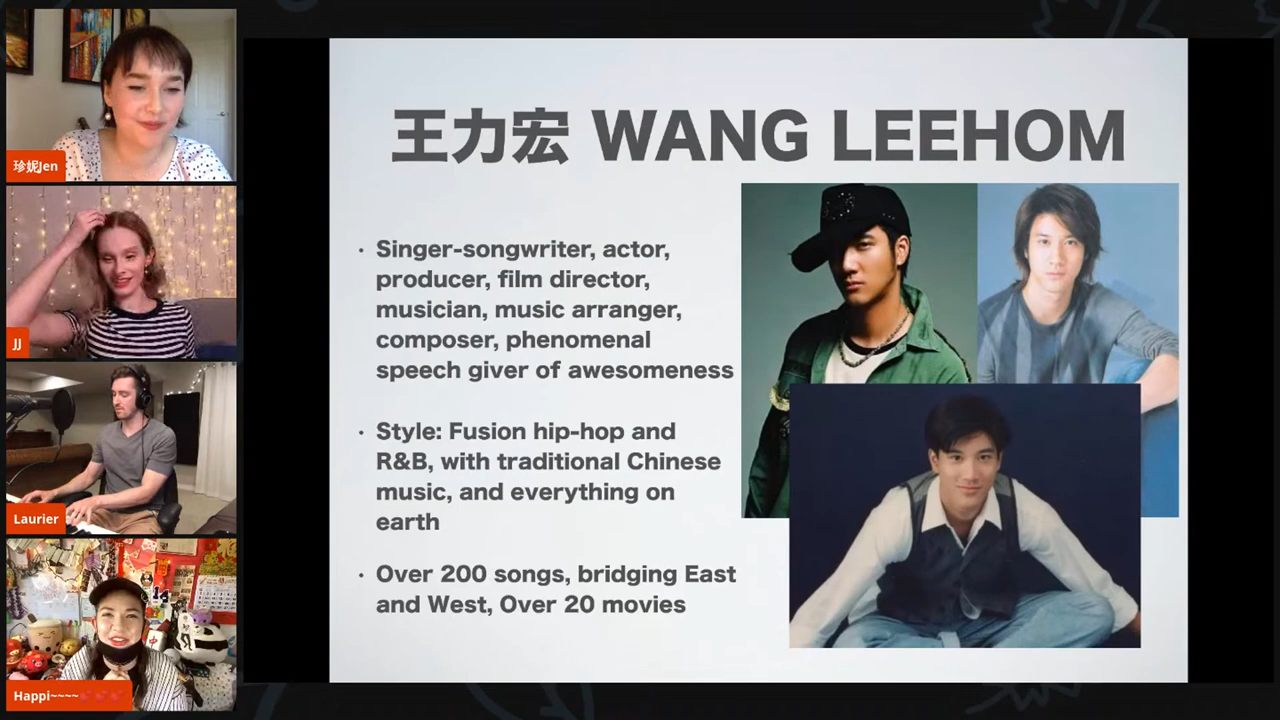 王力宏 WANG LEEHOM
· Singer-songwriter, actor,
producer, film director,
musician, music arranger,
composer, phenomenal
speech giver of awesomeness
· Style: Fusion hip-hop and
R&B, with traditional Chinese
music, and everything on
earth
· Over 200 songs, bridging East
and West, Over 20 movies
珍妮Jen
JJ
Laurier
Happi~~~~